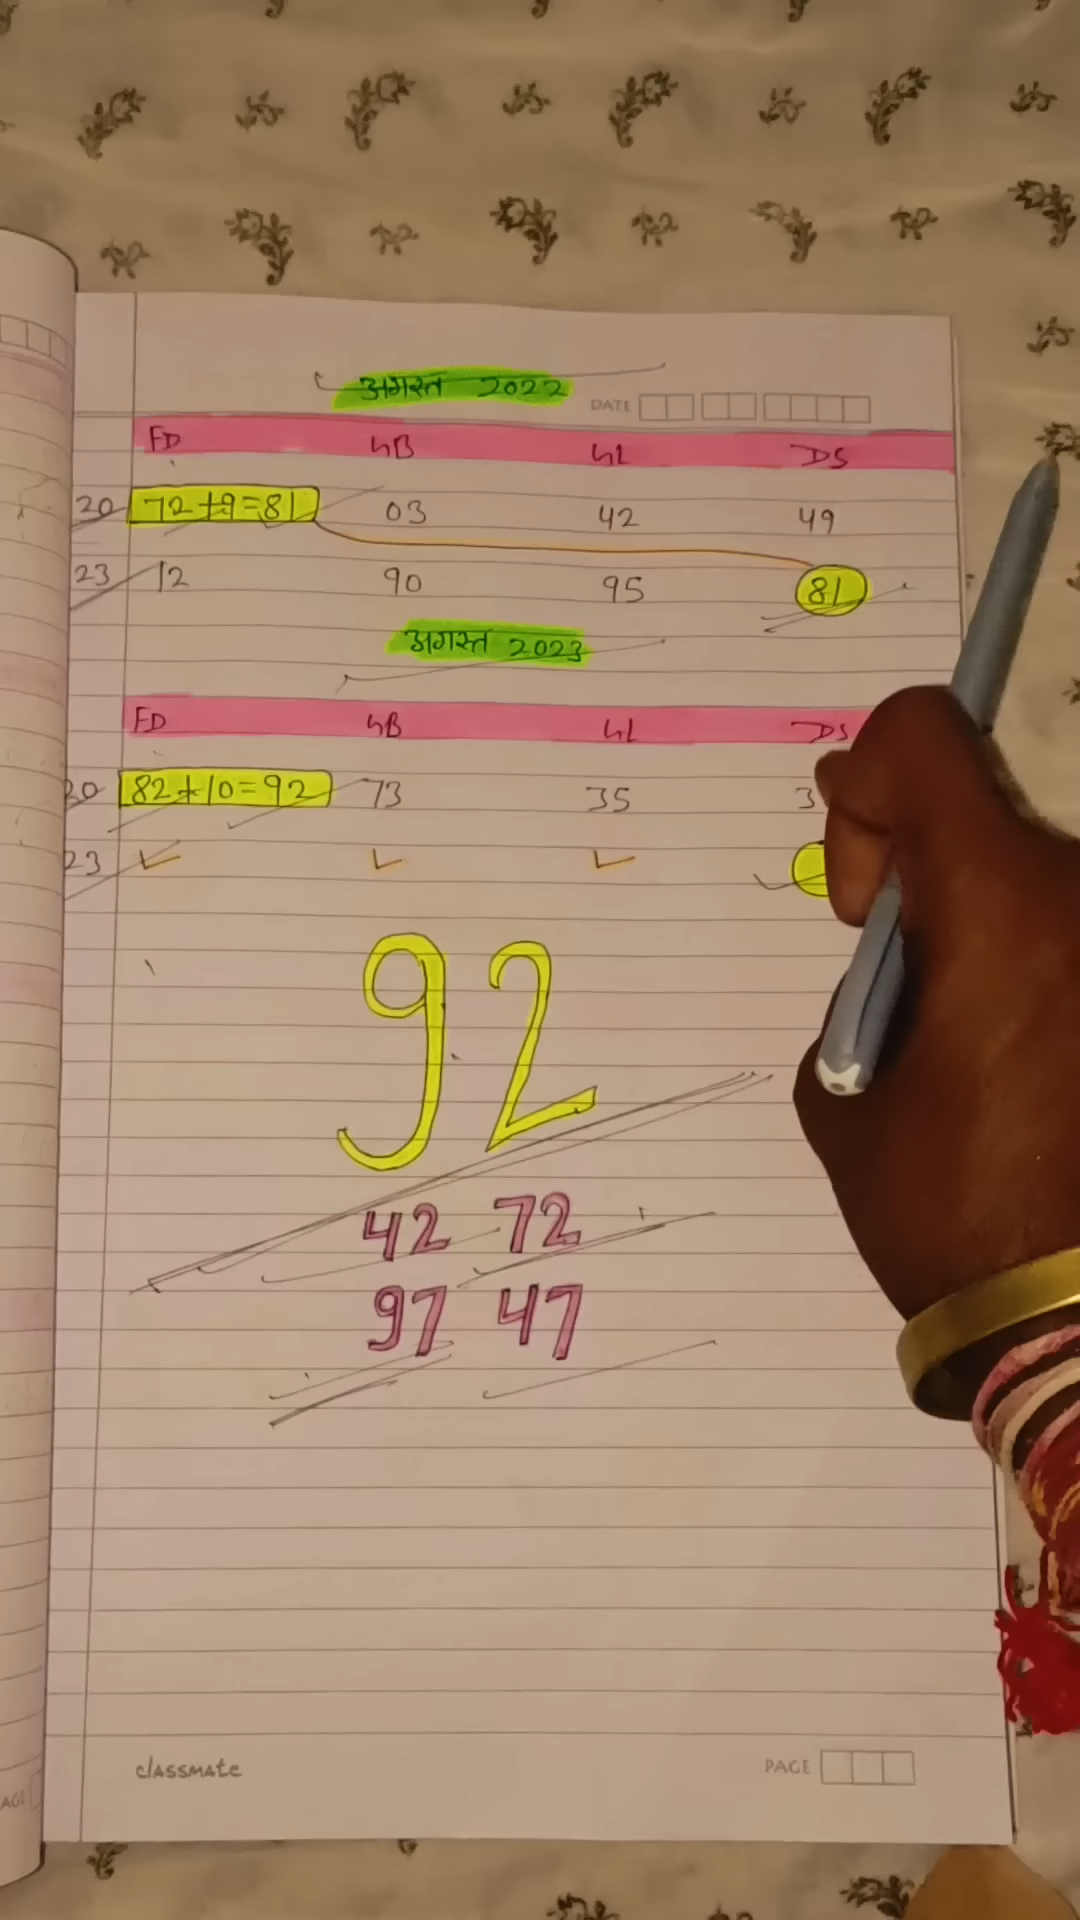 अगस्त 2022
DATE
FD GB GL DS
20 72+9=81 03 42 49
23 12 90 95 81
अगस्त 2023
FD GB GL DS
20 82+10=92 73 35 3
23
92
42 72
97 47
classmate PAGE